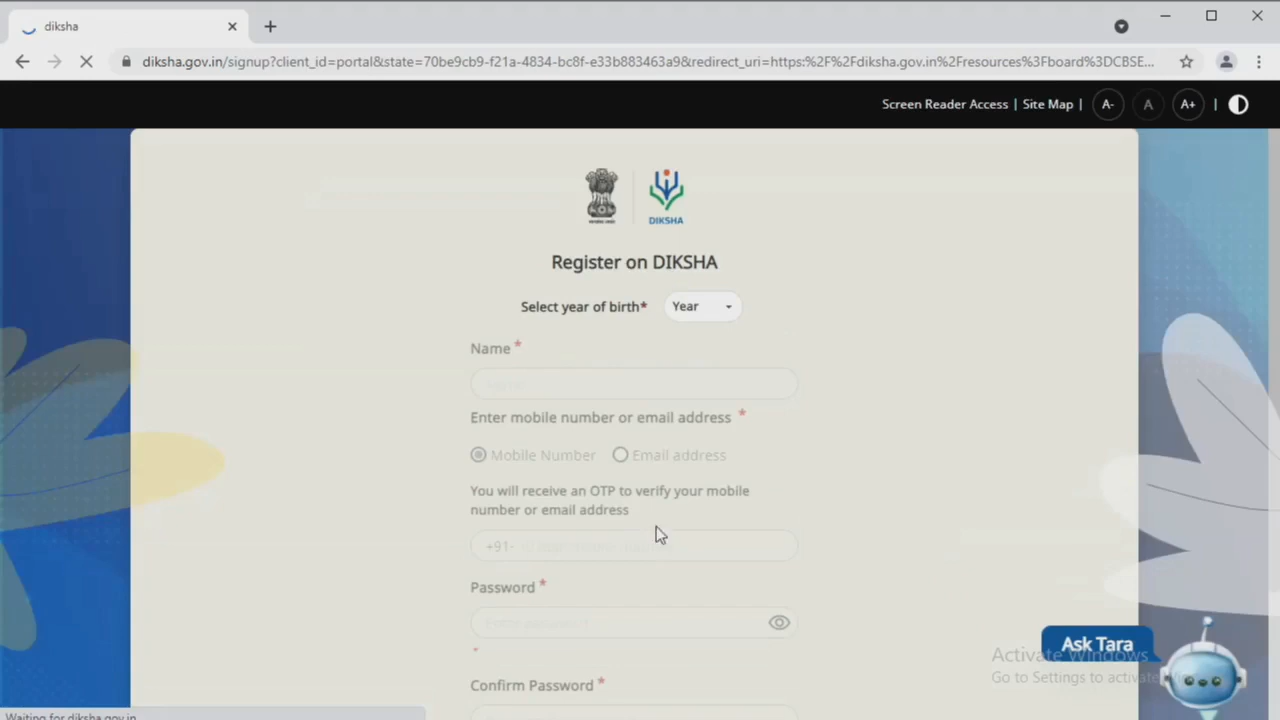 diksha
diksha.gov.in/signup?client_id=portal&state=70be9cb9-f21a-4834-bc8f-e33b883463a9&redirect_uri=https:%2F%2Fdiksha.gov.in%2Fresources%3Fboard%3DCBSE...
Screen Reader Access | Site Map | A- A A+ |
DIKSHA
Register on DIKSHA
Select year of birth* Year
Name *
Enter mobile number or email address *
Mobile Number Email address
You will receive an OTP to verify your mobile
number or email address
+91-
Password *
*
Confirm Password *
Ask Tara
Activate Windows
Go to Settings to activate
Waiting for diksha.gov.in